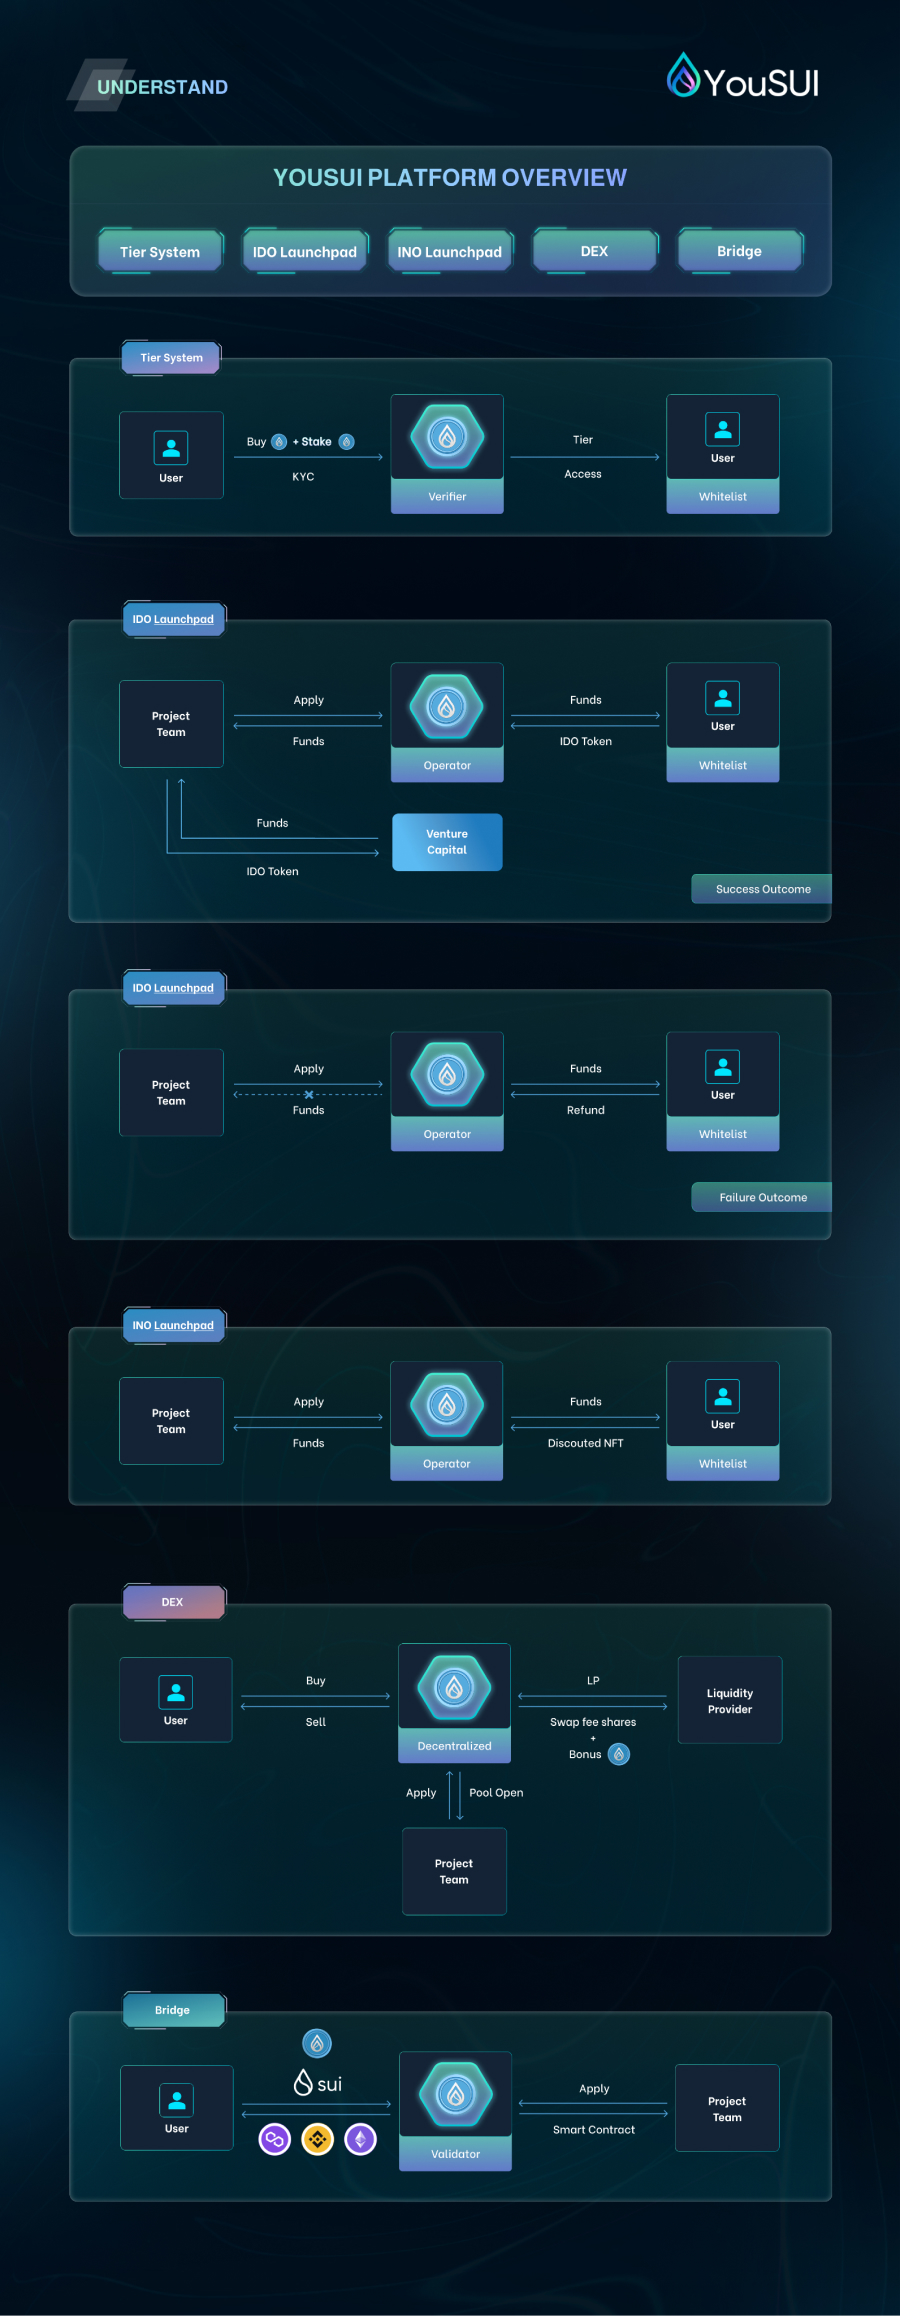 UNDERSTAND
YouSUI
YOUSUI PLATFORM OVERVIEW
Tier System
IDO Launchpad
INO Launchpad
DEX
Bridge
Tier System
User
Buy + Stake
KYC
Verifier
Tier
Access
User
Whitelist
IDO Launchpad
Project
Team
Apply
Funds
Operator
Funds
IDO Token
User
Whitelist
Funds
IDO Token
Venture
Capital
Success Outcome
IDO Launchpad
Project
Team
Apply
Funds
Operator
Funds
Refund
User
Whitelist
Failure Outcome
INO Launchpad
Project
Team
Apply
Funds
Operator
Funds
Discouted NFT
User
Whitelist
DEX
User
Buy
Sell
Decentralized
LP
Swap fee shares
+
Bonus
Liquidity
Provider
Apply
Pool Open
Project
Team
Bridge
User
sui
Validator
Apply
Smart Contract
Project
Team